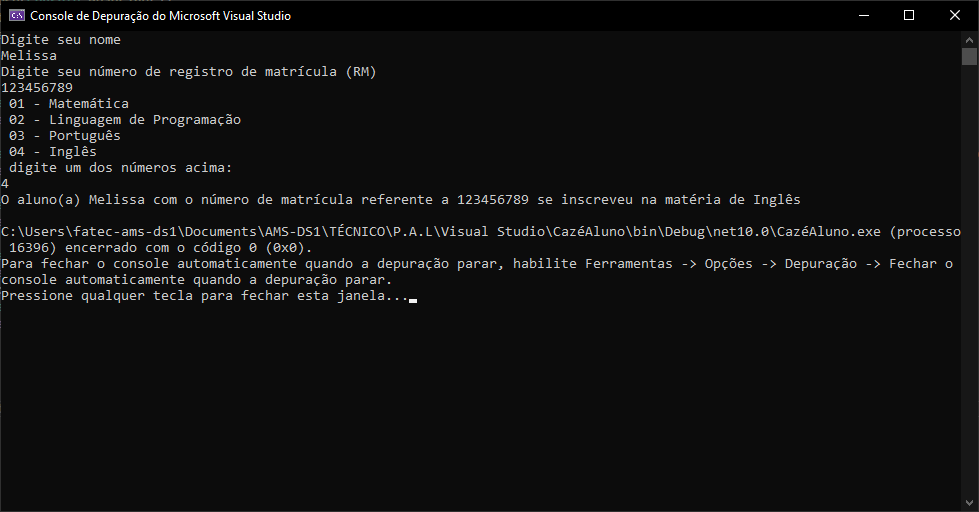 Console de Depuração do Microsoft Visual Studio
Digite seu nome
Melissa
Digite seu número de registro de matrícula (RM)
123456789
 01 - Matemática
 02 - Linguagem de Programação
 03 - Português
 04 - Inglês
 digite um dos números acima:
4
O aluno(a) Melissa com o número de matrícula referente a 123456789 se inscreveu na matéria de Inglês
C:\Users\fatec-ams-ds1\Documents\AMS-DS1\TÉCNICO\P.A.L\Visual Studio\CazéAluno\bin\Debug\net10.0\CazéAluno.exe (processo
 16396) encerrado com o código 0 (0x0).
Para fechar o console automaticamente quando a depuração parar, habilite Ferramentas -> Opções -> Depuração -> Fechar o
console automaticamente quando a depuração parar.
Pressione qualquer tecla para fechar esta janela...